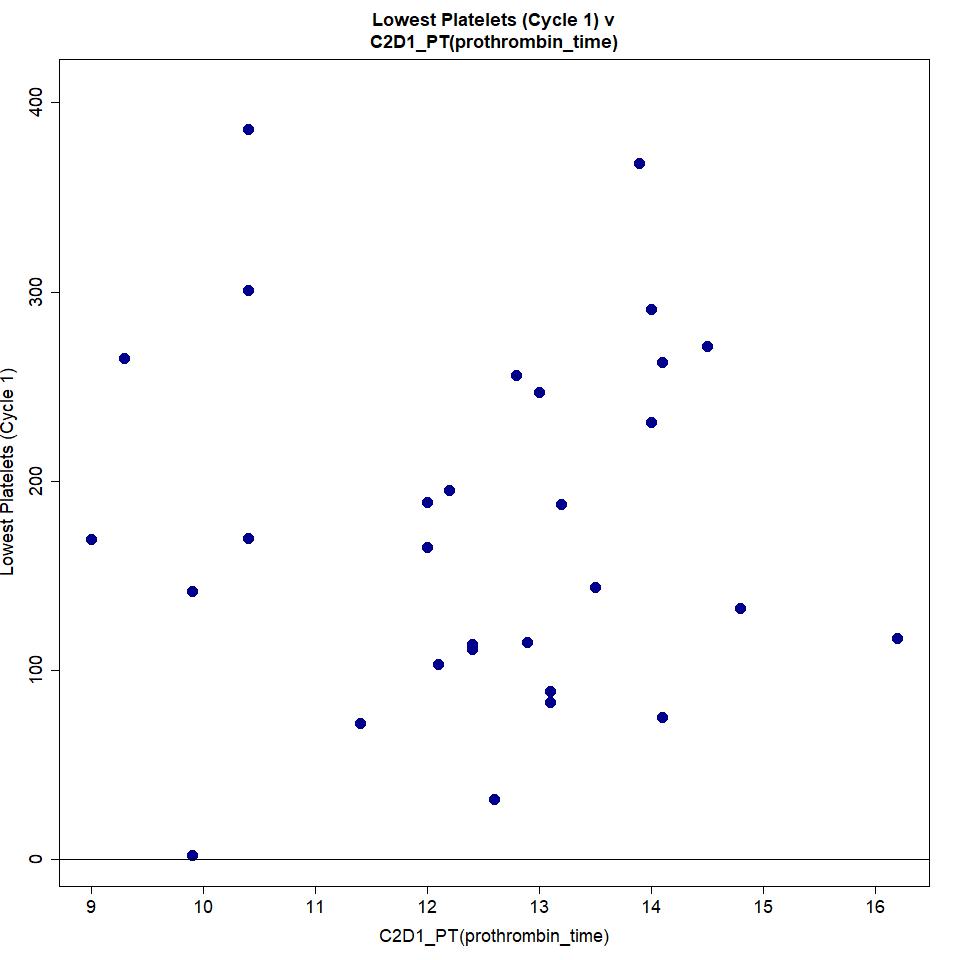 Lowest Platelets (Cycle 1) v
C2D1_PT(prothrombin_time)
Lowest Platelets (Cycle 1)
400
300
200
100
0
9 10 11 12 13 14 15 16
C2D1_PT(prothrombin_time)